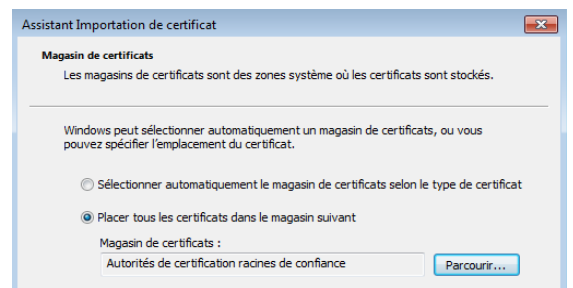 Assistant Importation de certificat
Magasin de certificats
Les magasins de certificats sont des zones système où les certificats sont stockés.
Windows peut sélectionner automatiquement un magasin de certificats, ou vous
pouvez spécifier l'emplacement du certificat.
Sélectionner automatiquement le magasin de certificats selon le type de certificat
Placer tous les certificats dans le magasin suivant
Magasin de certificats :
Autorités de certification racines de confiance
Parcourir...